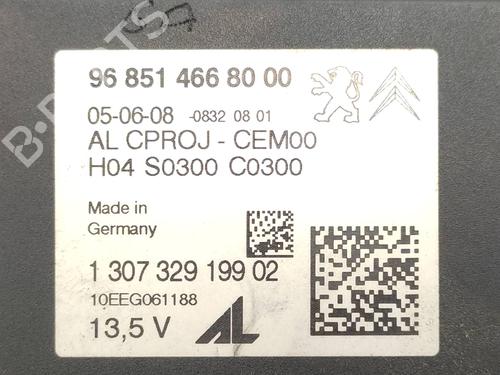 96 851 466 80 00
05-06-08 -0832 08 01
AL CPROJ - CEM00
H04 S0300 C0300
Made in
Germany
1 307 329 199 02
10EEG061188
13,5 V AL